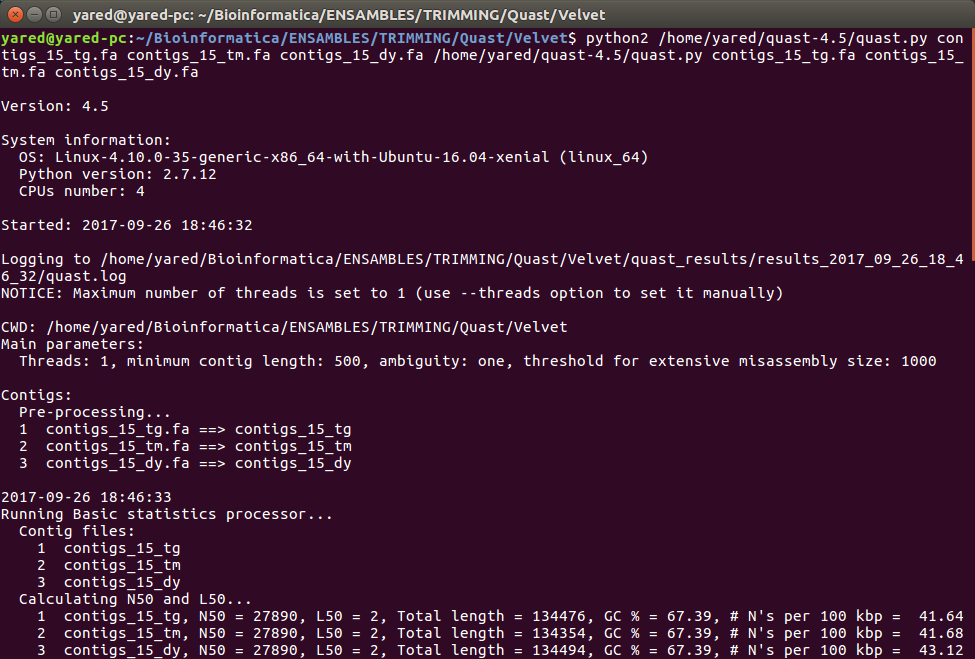 yared@yared-pc: ~/Bioinformatica/ENSAMBLES/TRIMMING/Quast/Velvet
yared@yared-pc:~/Bioinformatica/ENSAMBLES/TRIMMING/Quast/Velvet$ python2 /home/yared/quast-4.5/quast.py con
tigs_15_tg.fa contigs_15_tm.fa contigs_15_dy.fa /home/yared/quast-4.5/quast.py contigs_15_tg.fa contigs_15_
tm.fa contigs_15_dy.fa
Version: 4.5
System information:
OS: Linux-4.10.0-35-generic-x86_64-with-Ubuntu-16.04-xenial (linux_64)
Python version: 2.7.12
CPUs number: 4
Started: 2017-09-26 18:46:32
Logging to /home/yared/Bioinformatica/ENSAMBLES/TRIMMING/Quast/Velvet/quast_results/results_2017_09_26_18_4
6_32/quast.log
NOTICE: Maximum number of threads is set to 1 (use --threads option to set it manually)
CWD: /home/yared/Bioinformatica/ENSAMBLES/TRIMMING/Quast/Velvet
Main parameters:
Threads: 1, minimum contig length: 500, ambiguity: one, threshold for extensive misassembly size: 1000
Contigs:
Pre-processing...
1 contigs_15_tg.fa ==> contigs_15_tg
2 contigs_15_tm.fa ==> contigs_15_tm
3 contigs_15_dy.fa ==> contigs_15_dy
2017-09-26 18:46:33
Running Basic statistics processor...
Contig files:
1 contigs_15_tg
2 contigs_15_tm
3 contigs_15_dy
Calculating N50 and L50...
1 contigs_15_tg, N50 = 27890, L50 = 2, Total length = 134476, GC % = 67.39, # N's per 100 kbp = 41.64
2 contigs_15_tm, N50 = 27890, L50 = 2, Total length = 134354, GC % = 67.39, # N's per 100 kbp = 41.68
3 contigs_15_dy, N50 = 27890, L50 = 2, Total length = 134494, GC % = 67.39, # N's per 100 kbp = 43.12